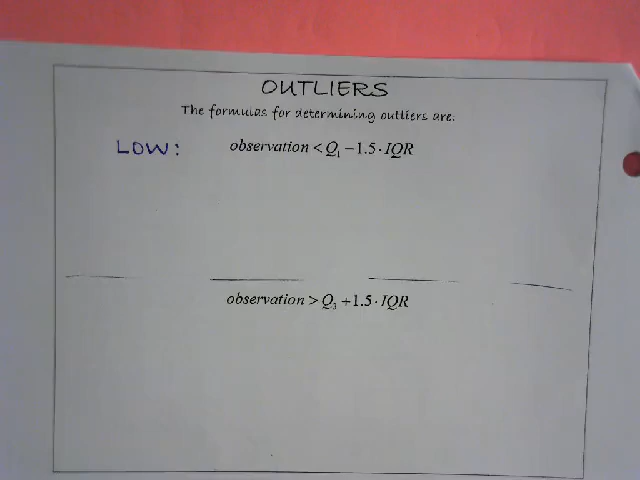 OUTLIERS
The formulas for determining outliers are:
LOW: observation < Q₁ − 1.5 · IQR
observation > Q₃ + 1.5 · IQR